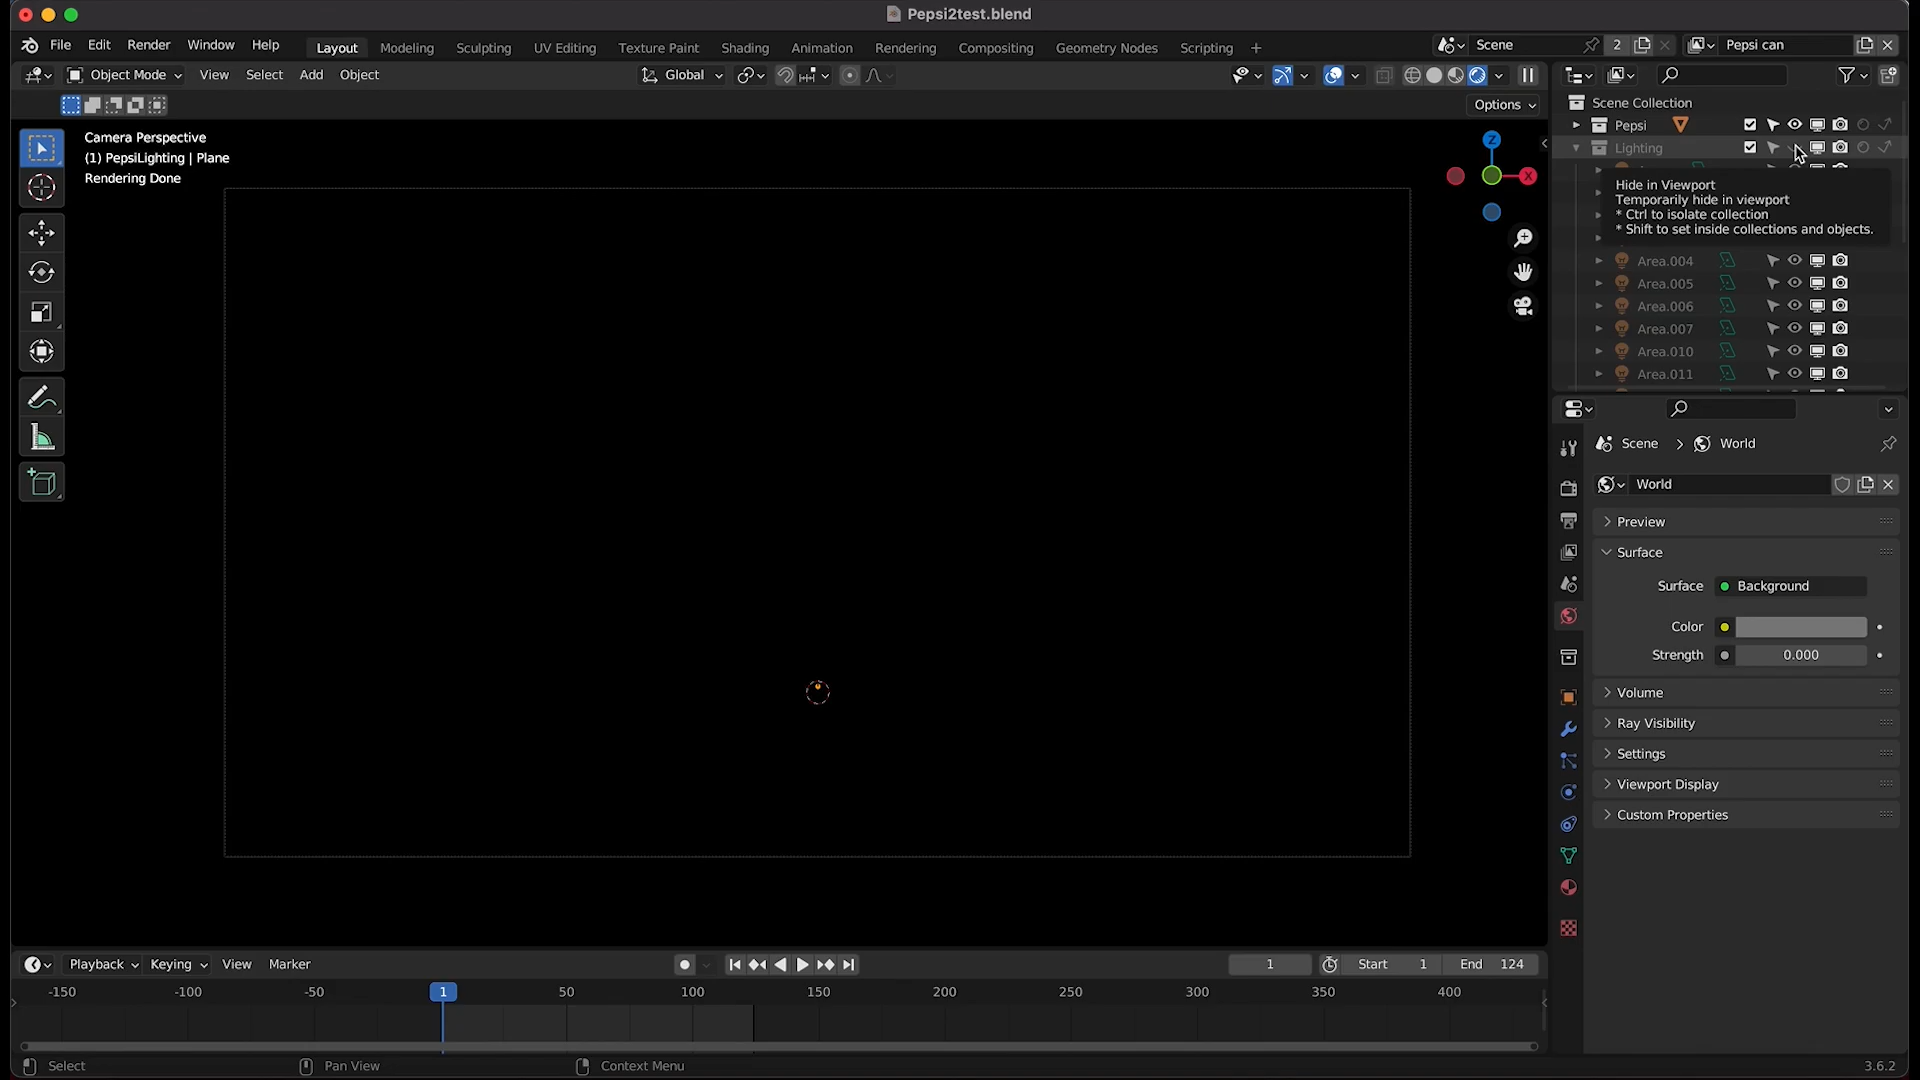 Pepsi2test.blend
File Edit Render Window Help Layout Modeling Sculpting UV Editing Texture Paint Shading Animation Rendering Compositing Geometry Nodes Scripting + Scene 2 Pepsi can
Object Mode View Select Add Object Global
Options
Camera Perspective
(1) PepsiLighting | Plane
Rendering Done
Z
X
Scene Collection
Pepsi
Lighting
Hide in Viewport
Temporarily hide in viewport
* Ctrl to isolate collection
* Shift to set inside collections and objects.
Area.004
Area.005
Area.006
Area.007
Area.010
Area.011
Scene > World
World
Preview
Surface
Surface Background
Color
Strength 0.000
Volume
Ray Visibility
Settings
Viewport Display
Custom Properties
Playback Keying View Marker 1 Start 1 End 124
-150 -100 -50 1 50 100 150 200 250 300 350 400
Select Pan View Context Menu 3.6.2